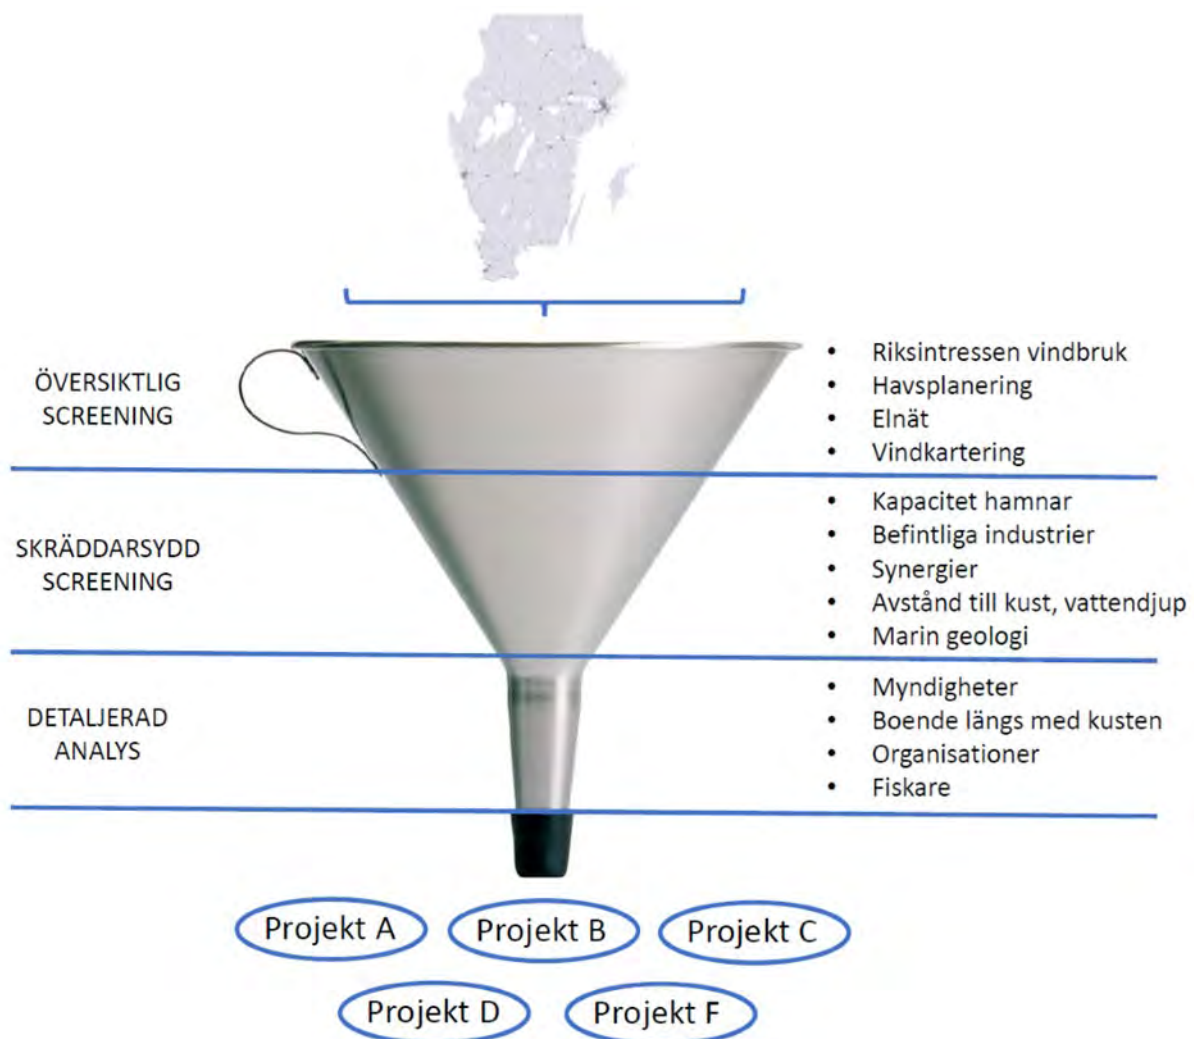 ÖVERSIKTLIG
SCREENING
• Riksintressen vindbruk
• Havsplanering
• Elnät
• Vindkartering
SKRÄDDARSYDD
SCREENING
• Kapacitet hamnar
• Befintliga industrier
• Synergier
• Avstånd till kust, vattendjup
• Marin geologi
DETALJERAD
ANALYS
• Myndigheter
• Boende längs med kusten
• Organisationer
• Fiskare
Projekt A
Projekt B
Projekt C
Projekt D
Projekt F